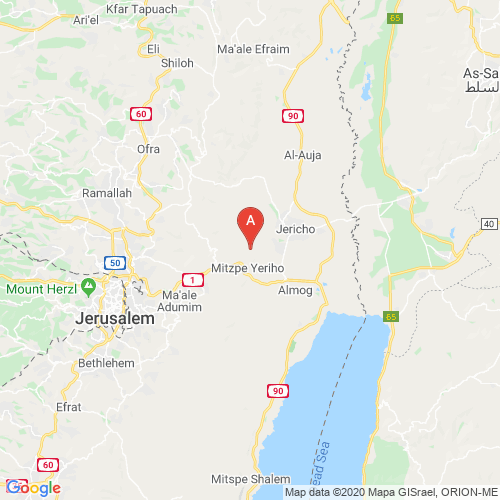 Kfar Tapuach
Ari'el
65
Eli
Ma'ale Efraim
Shiloh
As-Sa
السلط
60
90
Ofra
Al-Auja
Ramallah
A
Jericho
40
50
Mitzpe Yeriho
1
Mount Herzl
Almog
Ma'ale
Adumim
Jerusalem
65
Bethlehem
90
Efrat
Dead Sea
60
Mitspe Shalem
Google
Map data ©2020 Mapa GISrael, ORION-ME